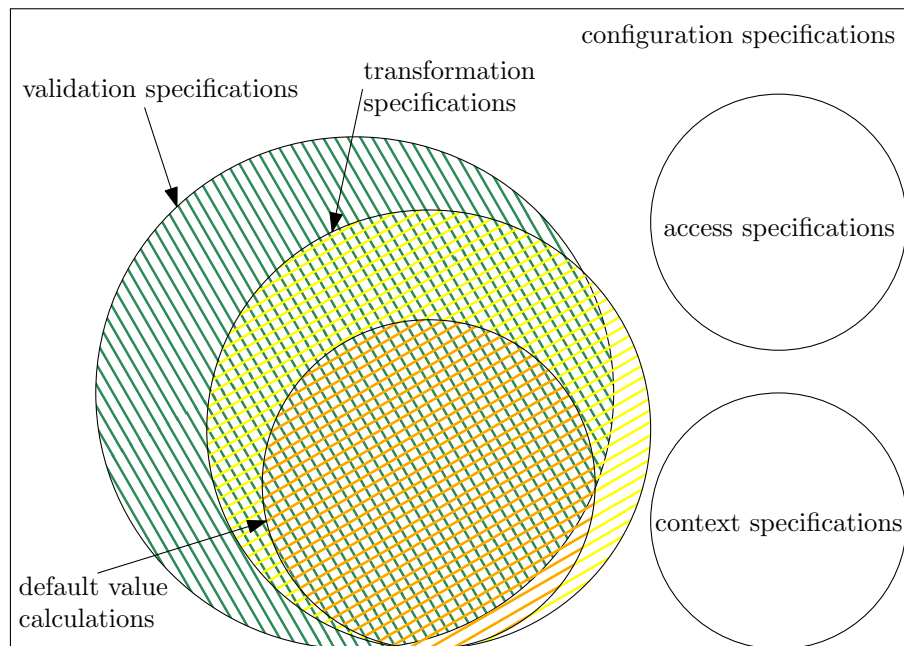 configuration specifications
transformation
specifications
validation specifications
access specifications
context specifications
default value
calculations